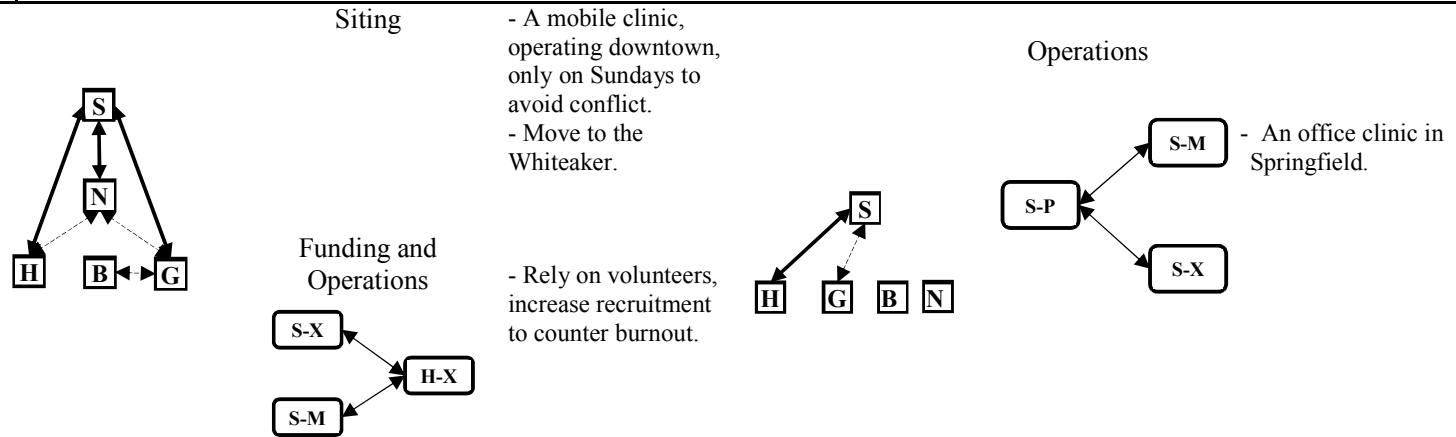 S
N
H
B
G
Siting
Funding and
Operations
S-X
H-X
S-M
- A mobile clinic,
operating downtown,
only on Sundays to
avoid conflict.
- Move to the
Whiteaker.
- Rely on volunteers,
increase recruitment
to counter burnout.
S
H
G
B
N
Operations
S-M
S-P
S-X
- An office clinic in
Springfield.